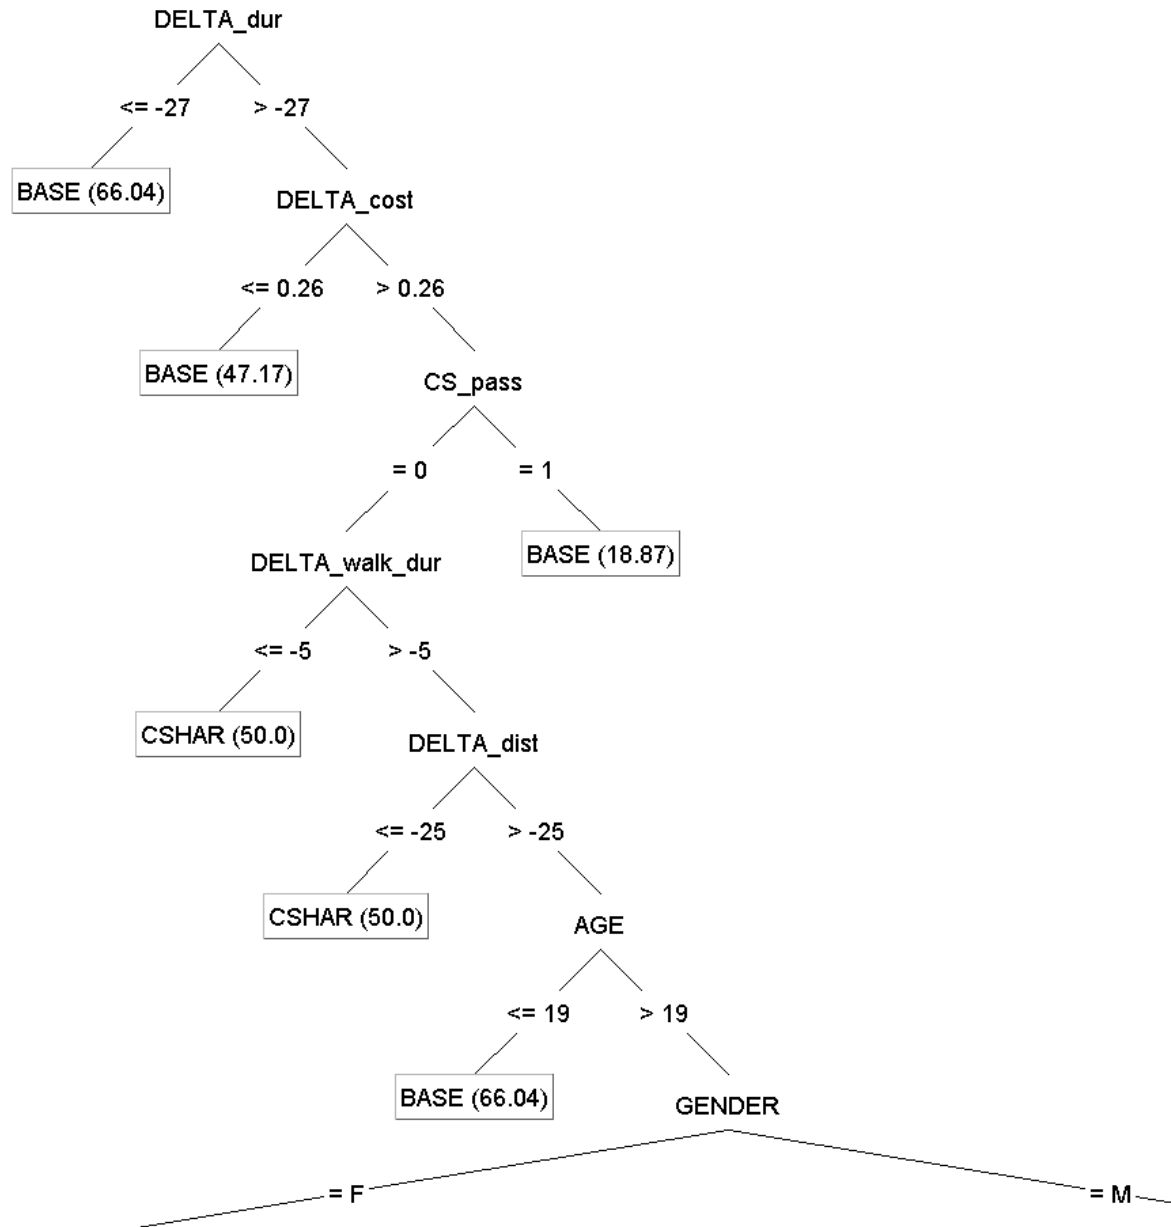 DELTA_dur
<= -27 > -27
BASE (66.04)
DELTA_cost
<= 0.26 > 0.26
BASE (47.17)
CS_pass
= 0 = 1
DELTA_walk_dur
BASE (18.87)
<= -5 > -5
CSHAR (50.0)
DELTA_dist
<= -25 > -25
CSHAR (50.0)
AGE
<= 19 > 19
BASE (66.04)
GENDER
= F = M